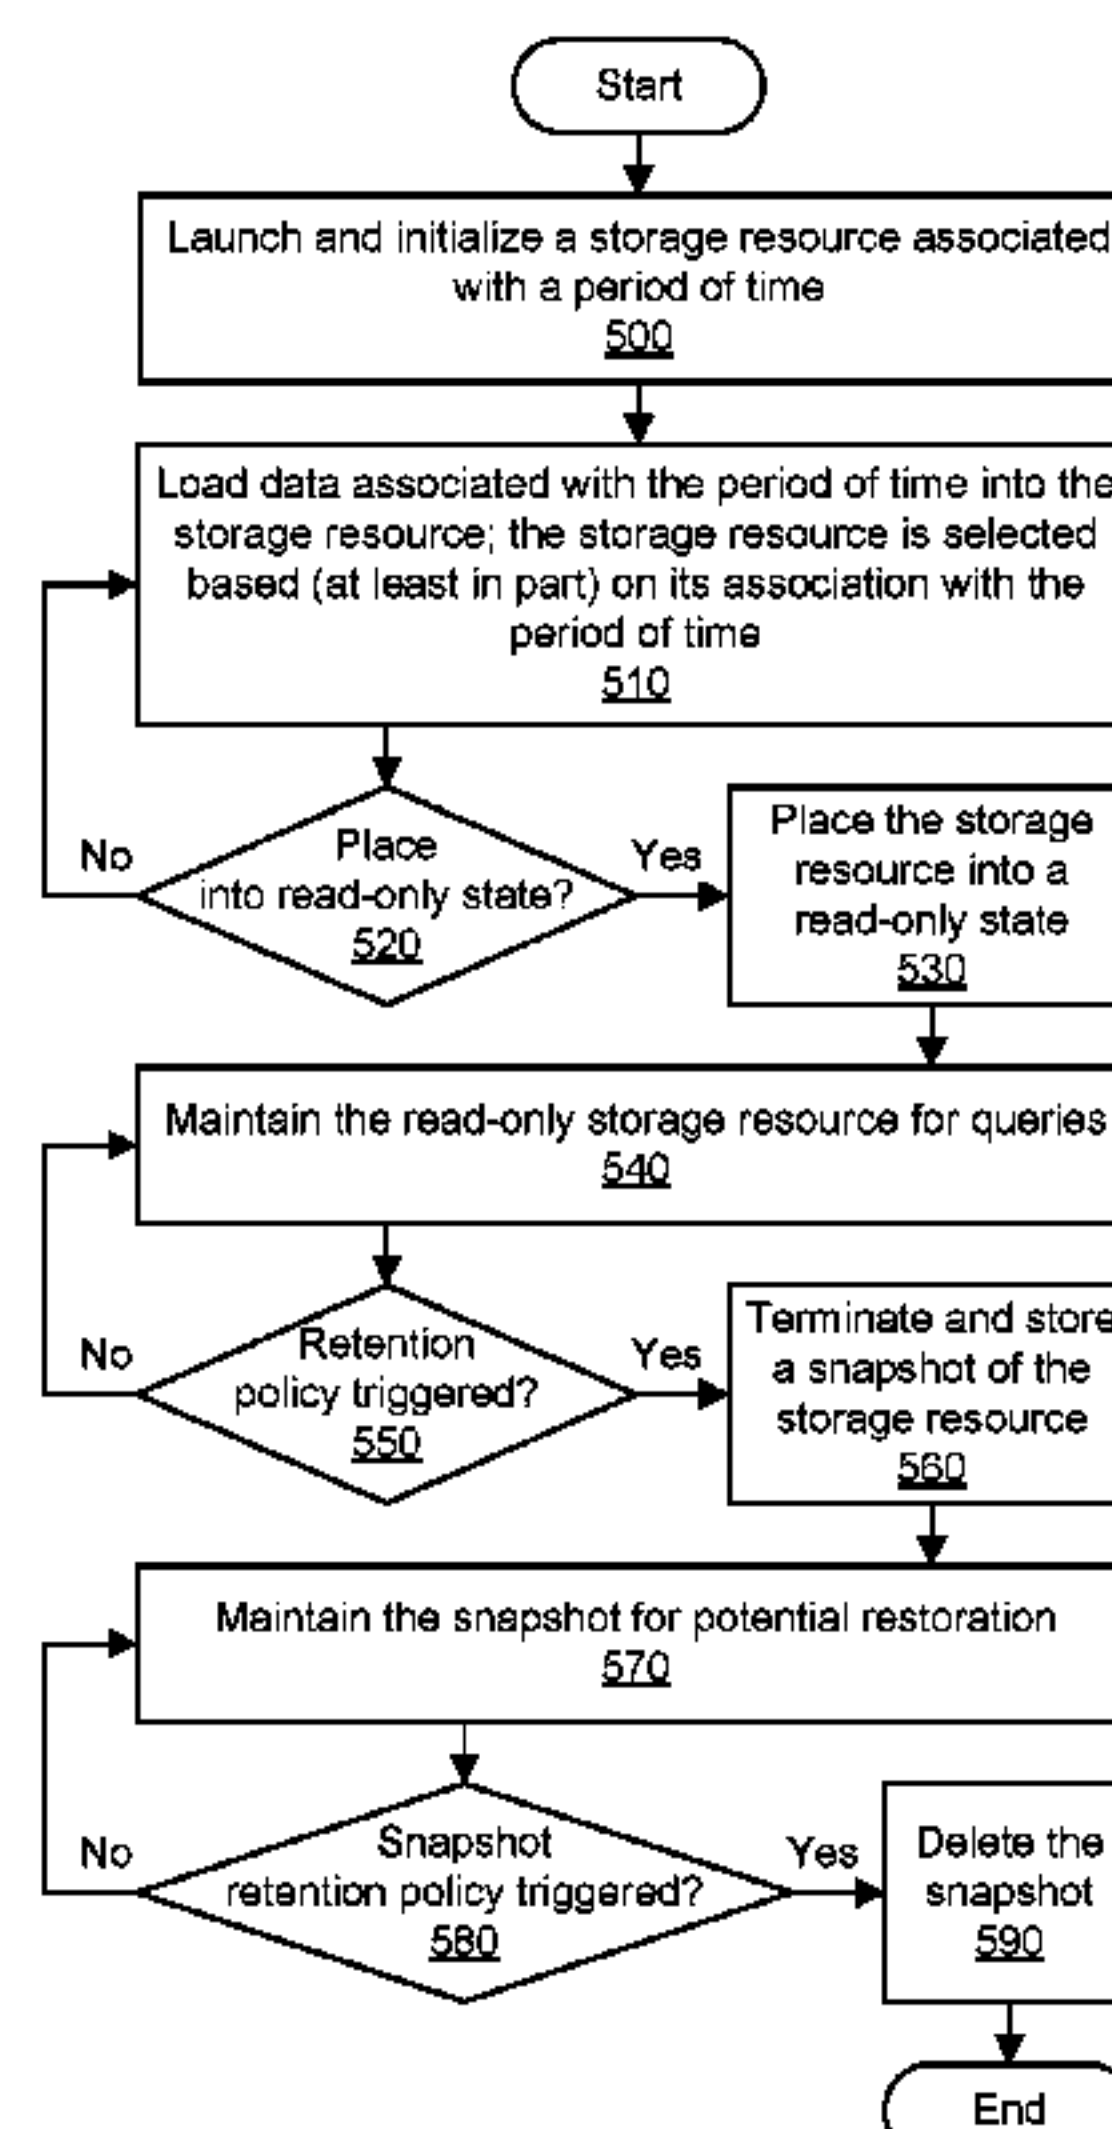 Start
Launch and initialize a storage resource associated
with a period of time
500
Load data associated with the period of time into the
storage resource; the storage resource is selected
based (at least in part) on its association with the
period of time
510
Place
into read-only state?
520
No
Yes
Place the storage
resource into a
read-only state
530
Maintain the read-only storage resource for queries
540
Retention
policy triggered?
550
No
Yes
Terminate and store
a snapshot of the
storage resource
560
Maintain the snapshot for potential restoration
570
Snapshot
retention policy triggered?
580
No
Yes
Delete the
snapshot
590
End